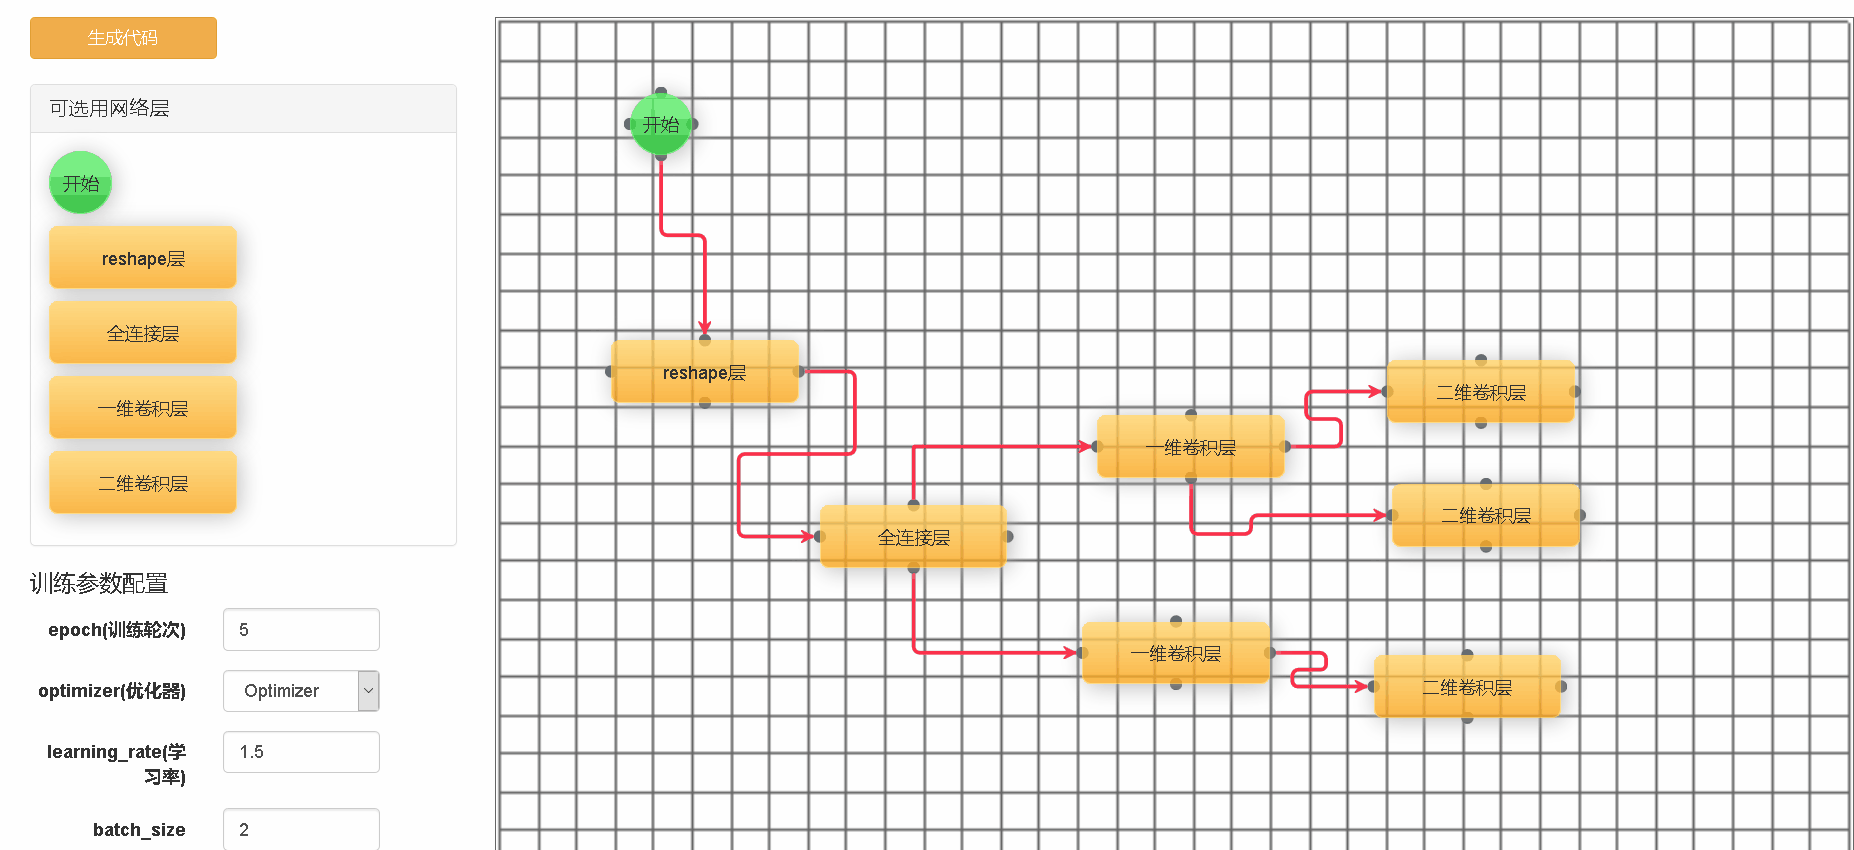 生成代码
可选用网络层
开始
reshape层
全连接层
一维卷积层
二维卷积层
训练参数配置
epoch(训练轮次)
5
optimizer(优化器)
Optimizer
learning_rate(学
习率)
1.5
batch_size
2
开始
reshape层
全连接层
一维卷积层
二维卷积层
二维卷积层
一维卷积层
二维卷积层